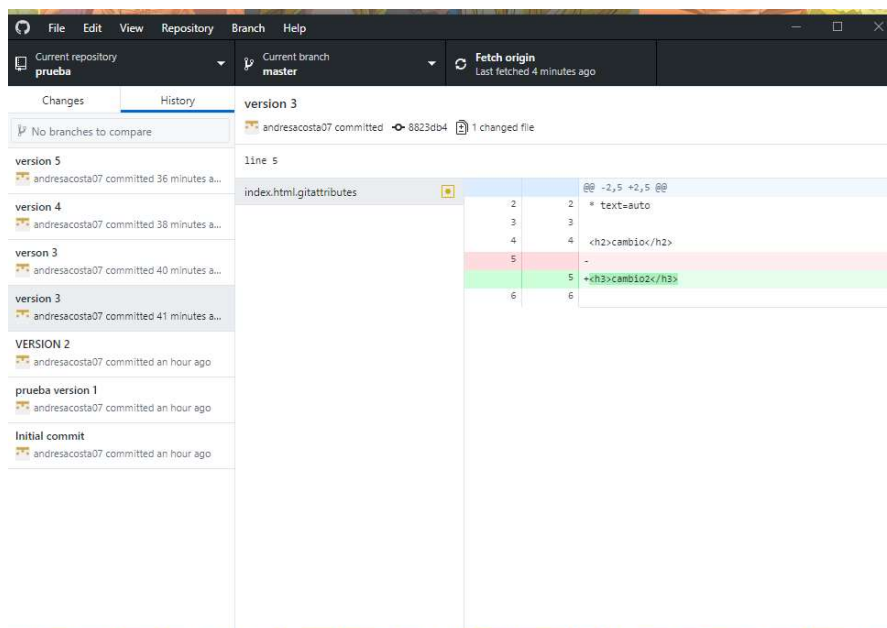 File Edit View Repository Branch Help
Current repository
prueba
Current branch
master
Fetch origin
Last fetched 4 minutes ago
Changes History
No branches to compare
version 5
andresacosta07 committed 36 minutes a...
version 4
andresacosta07 committed 38 minutes a...
verson 3
andresacosta07 committed 40 minutes a...
version 3
andresacosta07 committed 41 minutes a...
VERSION 2
andresacosta07 committed an hour ago
prueba version 1
andresacosta07 committed an hour ago
Initial commit
andresacosta07 committed an hour ago
version 3
andresacosta07 committed 8823db4 1 changed file
line 5
index.html.gitattributes
@@ -2,5 +2,5 @@
2 2 * text=auto
3 3
4 4 <h2>cambio</h2>
5 -
5 +<h3>cambio2</h3>
6 6